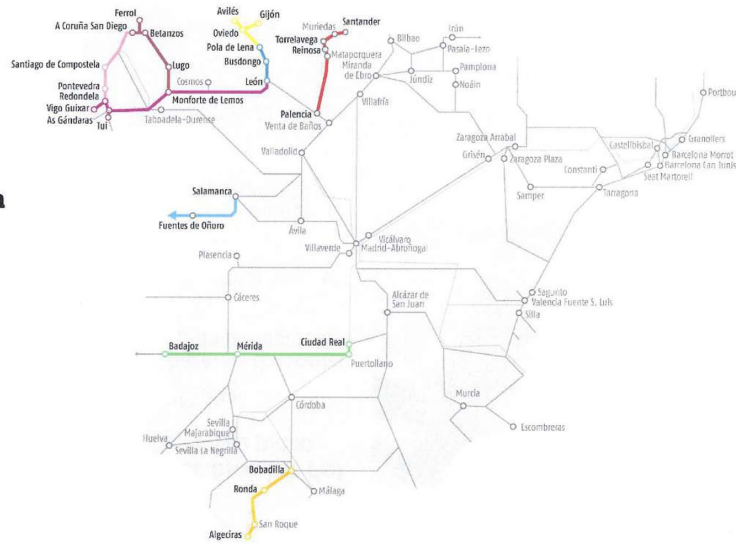 Ferrol
A Coruña San Diego
Betanzos
Santiago de Compostela
Lugo
Pontevedra
Redondela
Vigo Guixar
As Gándaras
Tui
Monforte de Lemos
Taboadela-Ourense
Cosmos
Avilés
Gijón
Oviedo
Pola de Lena
Busdongo
León
Muriedas
Santander
Torrelavega
Reinosa
Mataporquera
Palencia
Venta de Baños
Bilbao
Miranda
de Ebro
Villafría
Irún
Pasaia-Lezo
Júndiz
Pamplona
Noáin
Valladolid
Zaragoza Arrabal
Grisén
Zaragoza Plaza
Samper
Constantí
Castellbisbal
Granollers
Portbou
Barcelona Morrot
Barcelona Can Tunis
Seat Martorell
Tarragona
Salamanca
Fuentes de Oñoro
Ávila
Villaverde
Vicálvaro
Madrid-Abroñigal
Plasencia
Cáceres
Alcázar de
San Juan
Sagunto
Valencia Fuente S. Luis
Silla
Badajoz
Mérida
Ciudad Real
Puertollano
Córdoba
Murcia
Escombreras
Sevilla
Majarabique
Huelva
Sevilla La Negrilla
Bobadilla
Ronda
Málaga
San Roque
Algeciras